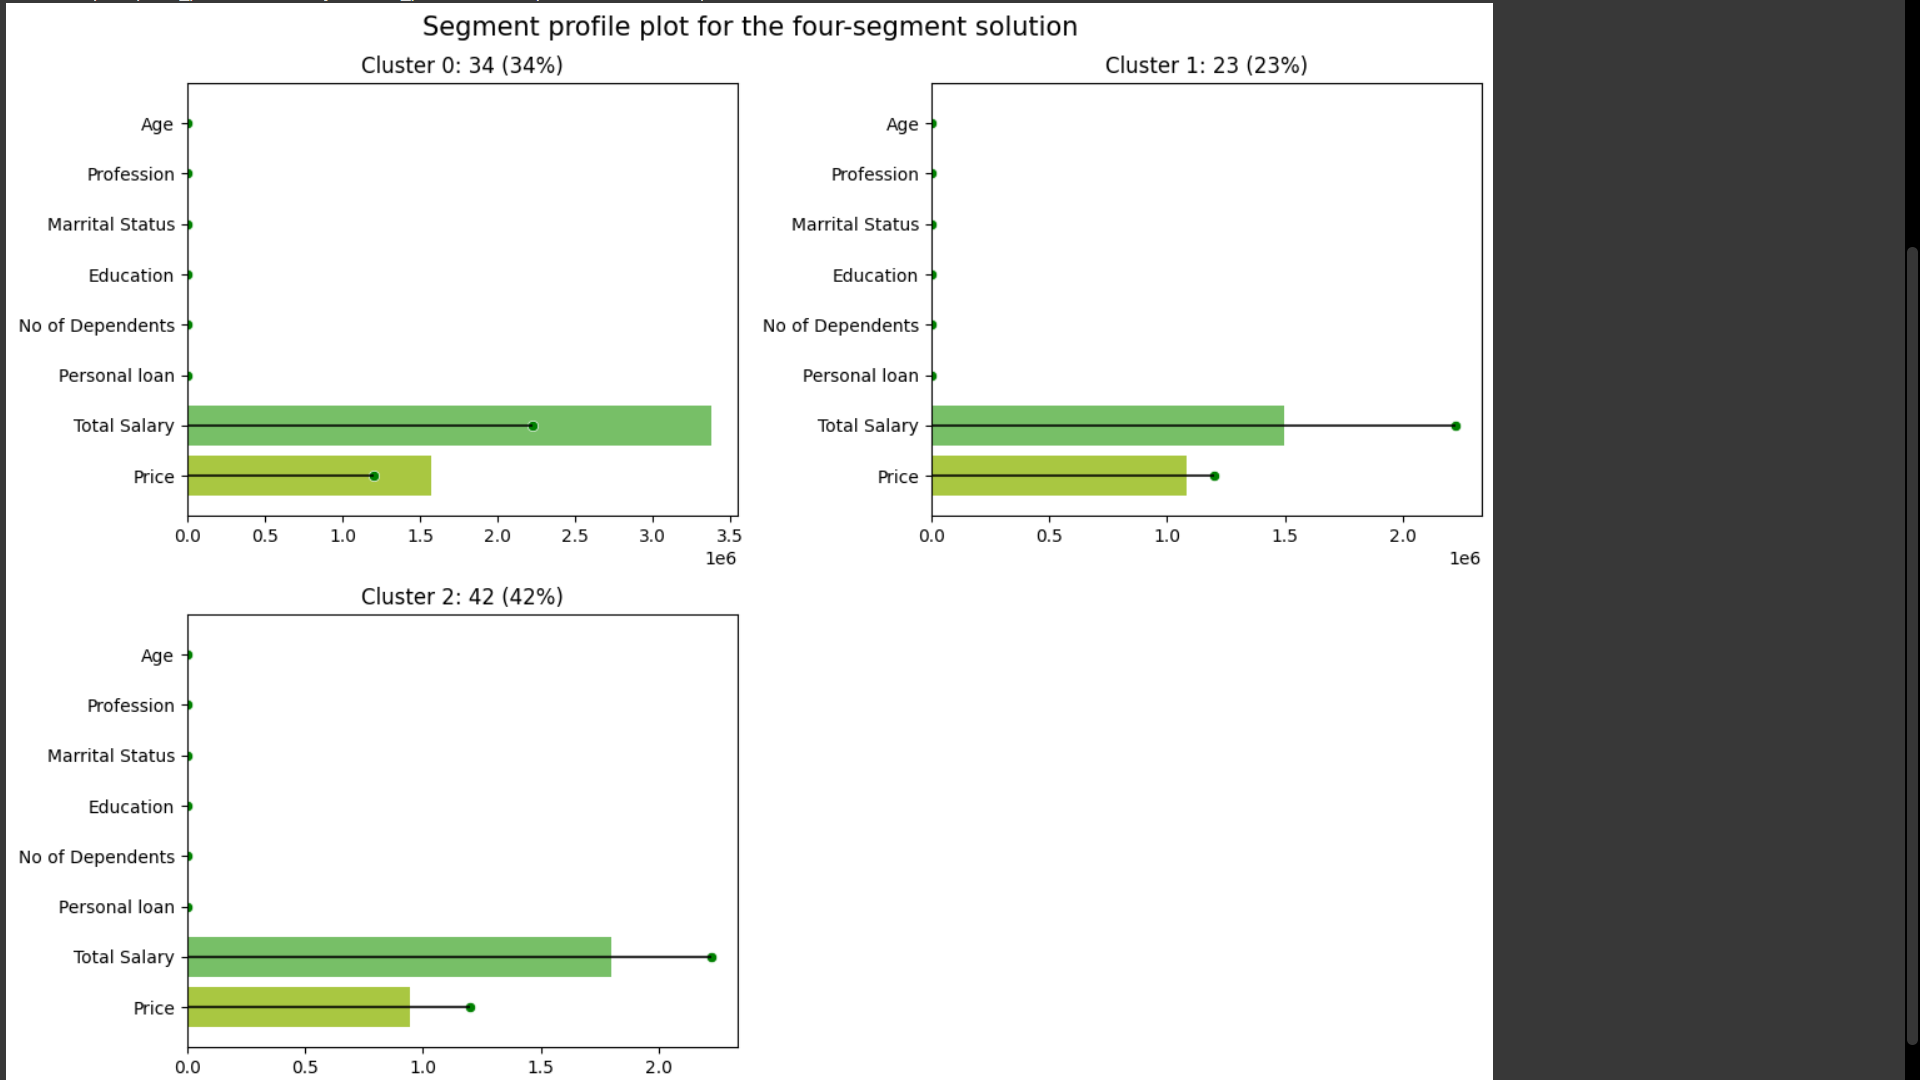 Segment profile plot for the four-segment solution
Cluster 0: 34 (34%)
Age
Profession
Marrital Status
Education
No of Dependents
Personal loan
Total Salary
Price
0.0 0.5 1.0 1.5 2.0 2.5 3.0 3.5
1e6
Cluster 1: 23 (23%)
Age
Profession
Marrital Status
Education
No of Dependents
Personal loan
Total Salary
Price
0.0 0.5 1.0 1.5 2.0
1e6
Cluster 2: 42 (42%)
Age
Profession
Marrital Status
Education
No of Dependents
Personal loan
Total Salary
Price
0.0 0.5 1.0 1.5 2.0